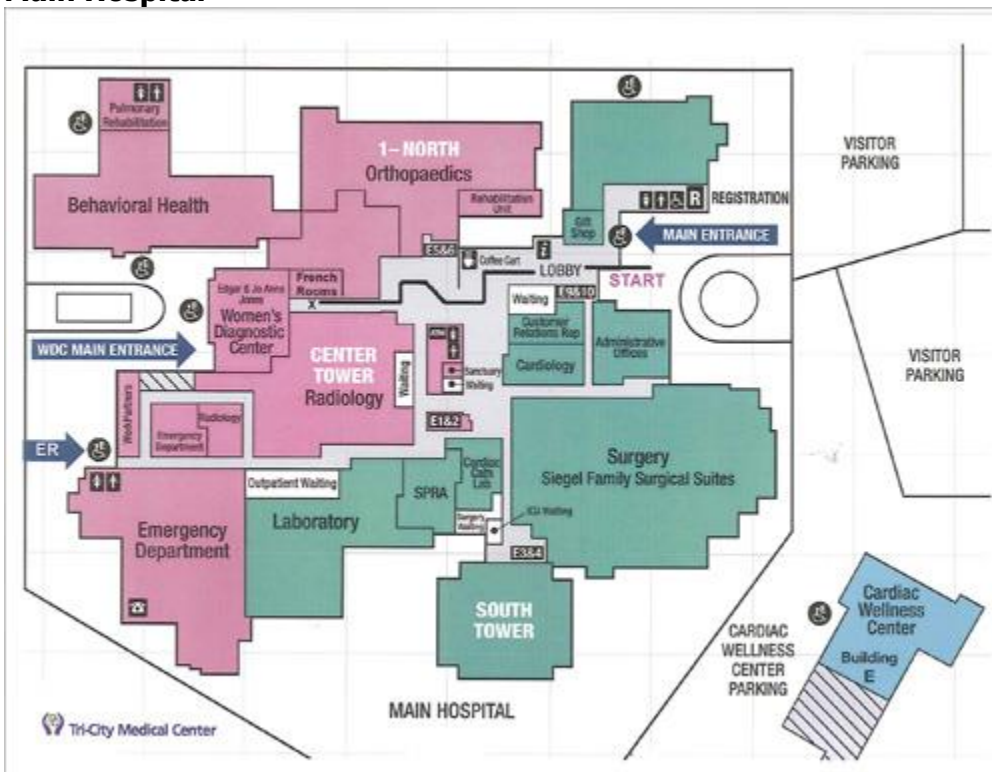 Main Hospital
Pulmonary
Rehabilitation
1–NORTH
Orthopaedics
VISITOR
PARKING
Behavioral Health
Rehabilitation
Unit
R
REGISTRATION
Gift
Shop
MAIN ENTRANCE
E5&6
Coffee Cart
i
LOBBY
START
Edgar & Jo Anne
Jones
Women's
Diagnostic
Center
French
Rooms
X
Waiting
E9&10
WDC MAIN ENTRANCE
CENTER
TOWER
Radiology
Waiting
ATM
Customer
Relations Rep
Administrative
Offices
Sanctuary
Waiting
Cardiology
VISITOR
PARKING
WorkPartners
Radiology
Emergency
Department
E1&2
ER
Surgery
Siegel Family Surgical Suites
Outpatient Waiting
SPRA
Cardiac
Cath
Lab
Laboratory
Surgery
Waiting
ICU Waiting
Emergency
Department
E3&4
SOUTH
TOWER
Cardiac
Wellness
Center
Building
E
CARDIAC
WELLNESS
CENTER
PARKING
MAIN HOSPITAL
Tri-City Medical Center